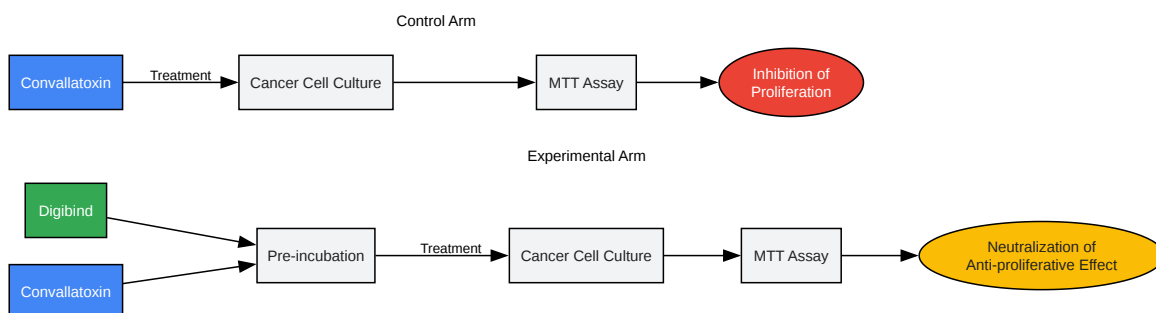 Control Arm
Convallatoxin
Treatment
Cancer Cell Culture
MTT Assay
Inhibition of
Proliferation
Experimental Arm
Digibind
Convallatoxin
Pre-incubation
Treatment
Cancer Cell Culture
MTT Assay
Neutralization of
Anti-proliferative Effect